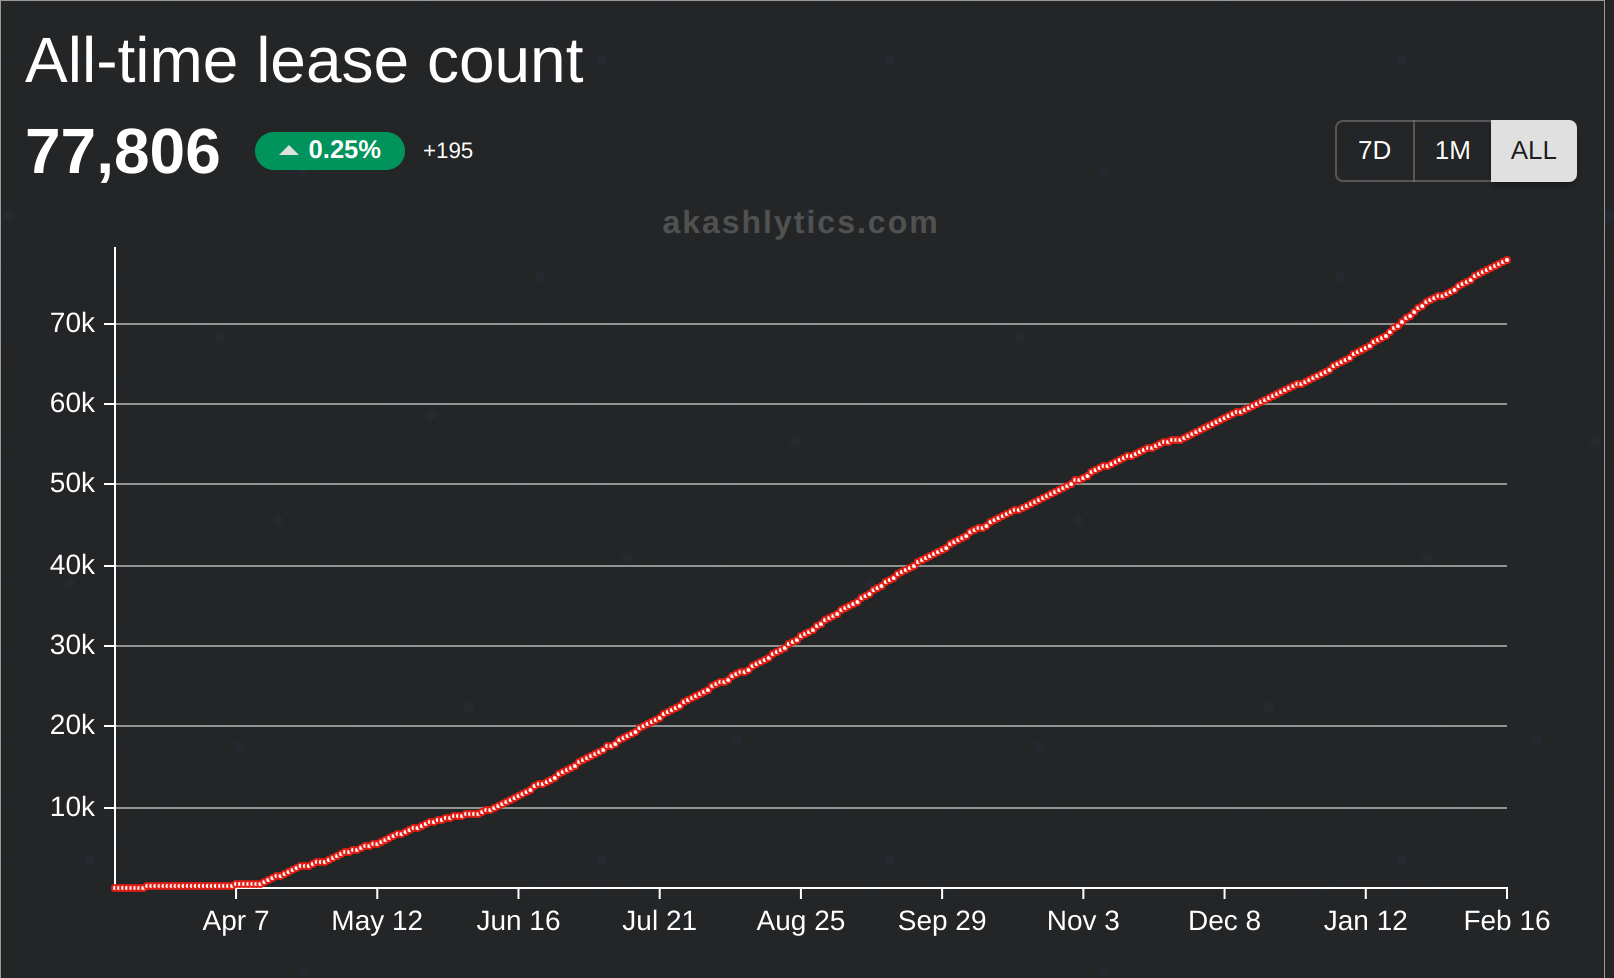 All-time lease count
77,806 0.25% +195
7D 1M ALL
akashlytics.com
70k
60k
50k
40k
30k
20k
10k
Apr 7 May 12 Jun 16 Jul 21 Aug 25 Sep 29 Nov 3 Dec 8 Jan 12 Feb 16